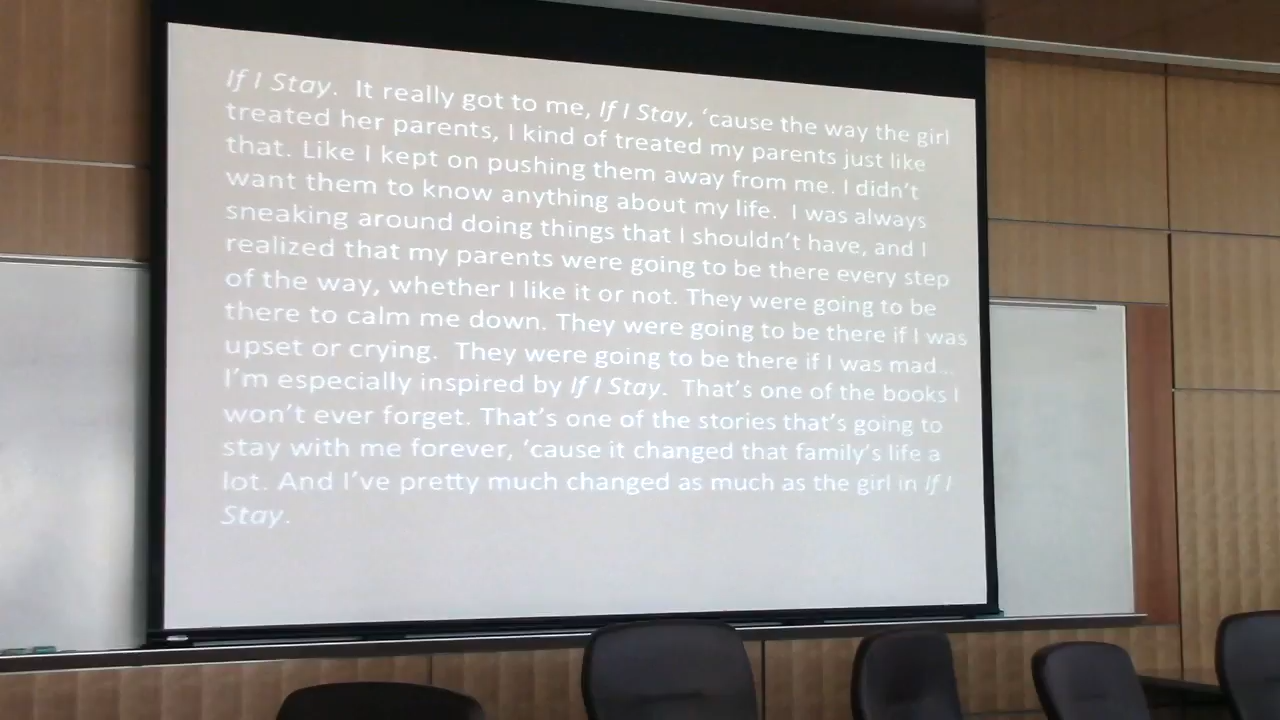 If I Stay.  It really got to me, If I Stay, ‘cause the way the girl
treated her parents, I kind of treated my parents just like
that. Like I kept on pushing them away from me. I didn’t
want them to know anything about my life.  I was always
sneaking around doing things that I shouldn’t have, and I
realized that my parents were going to be there every step
of the way, whether I like it or not. They were going to be
there to calm me down. They were going to be there if I was
upset or crying.  They were going to be there if I was mad...
I’m especially inspired by If I Stay.  That’s one of the books I
won’t ever forget. That’s one of the stories that’s going to
stay with me forever, ‘cause it changed that family’s life a
lot. And I’ve pretty much changed as much as the girl in If I
Stay.